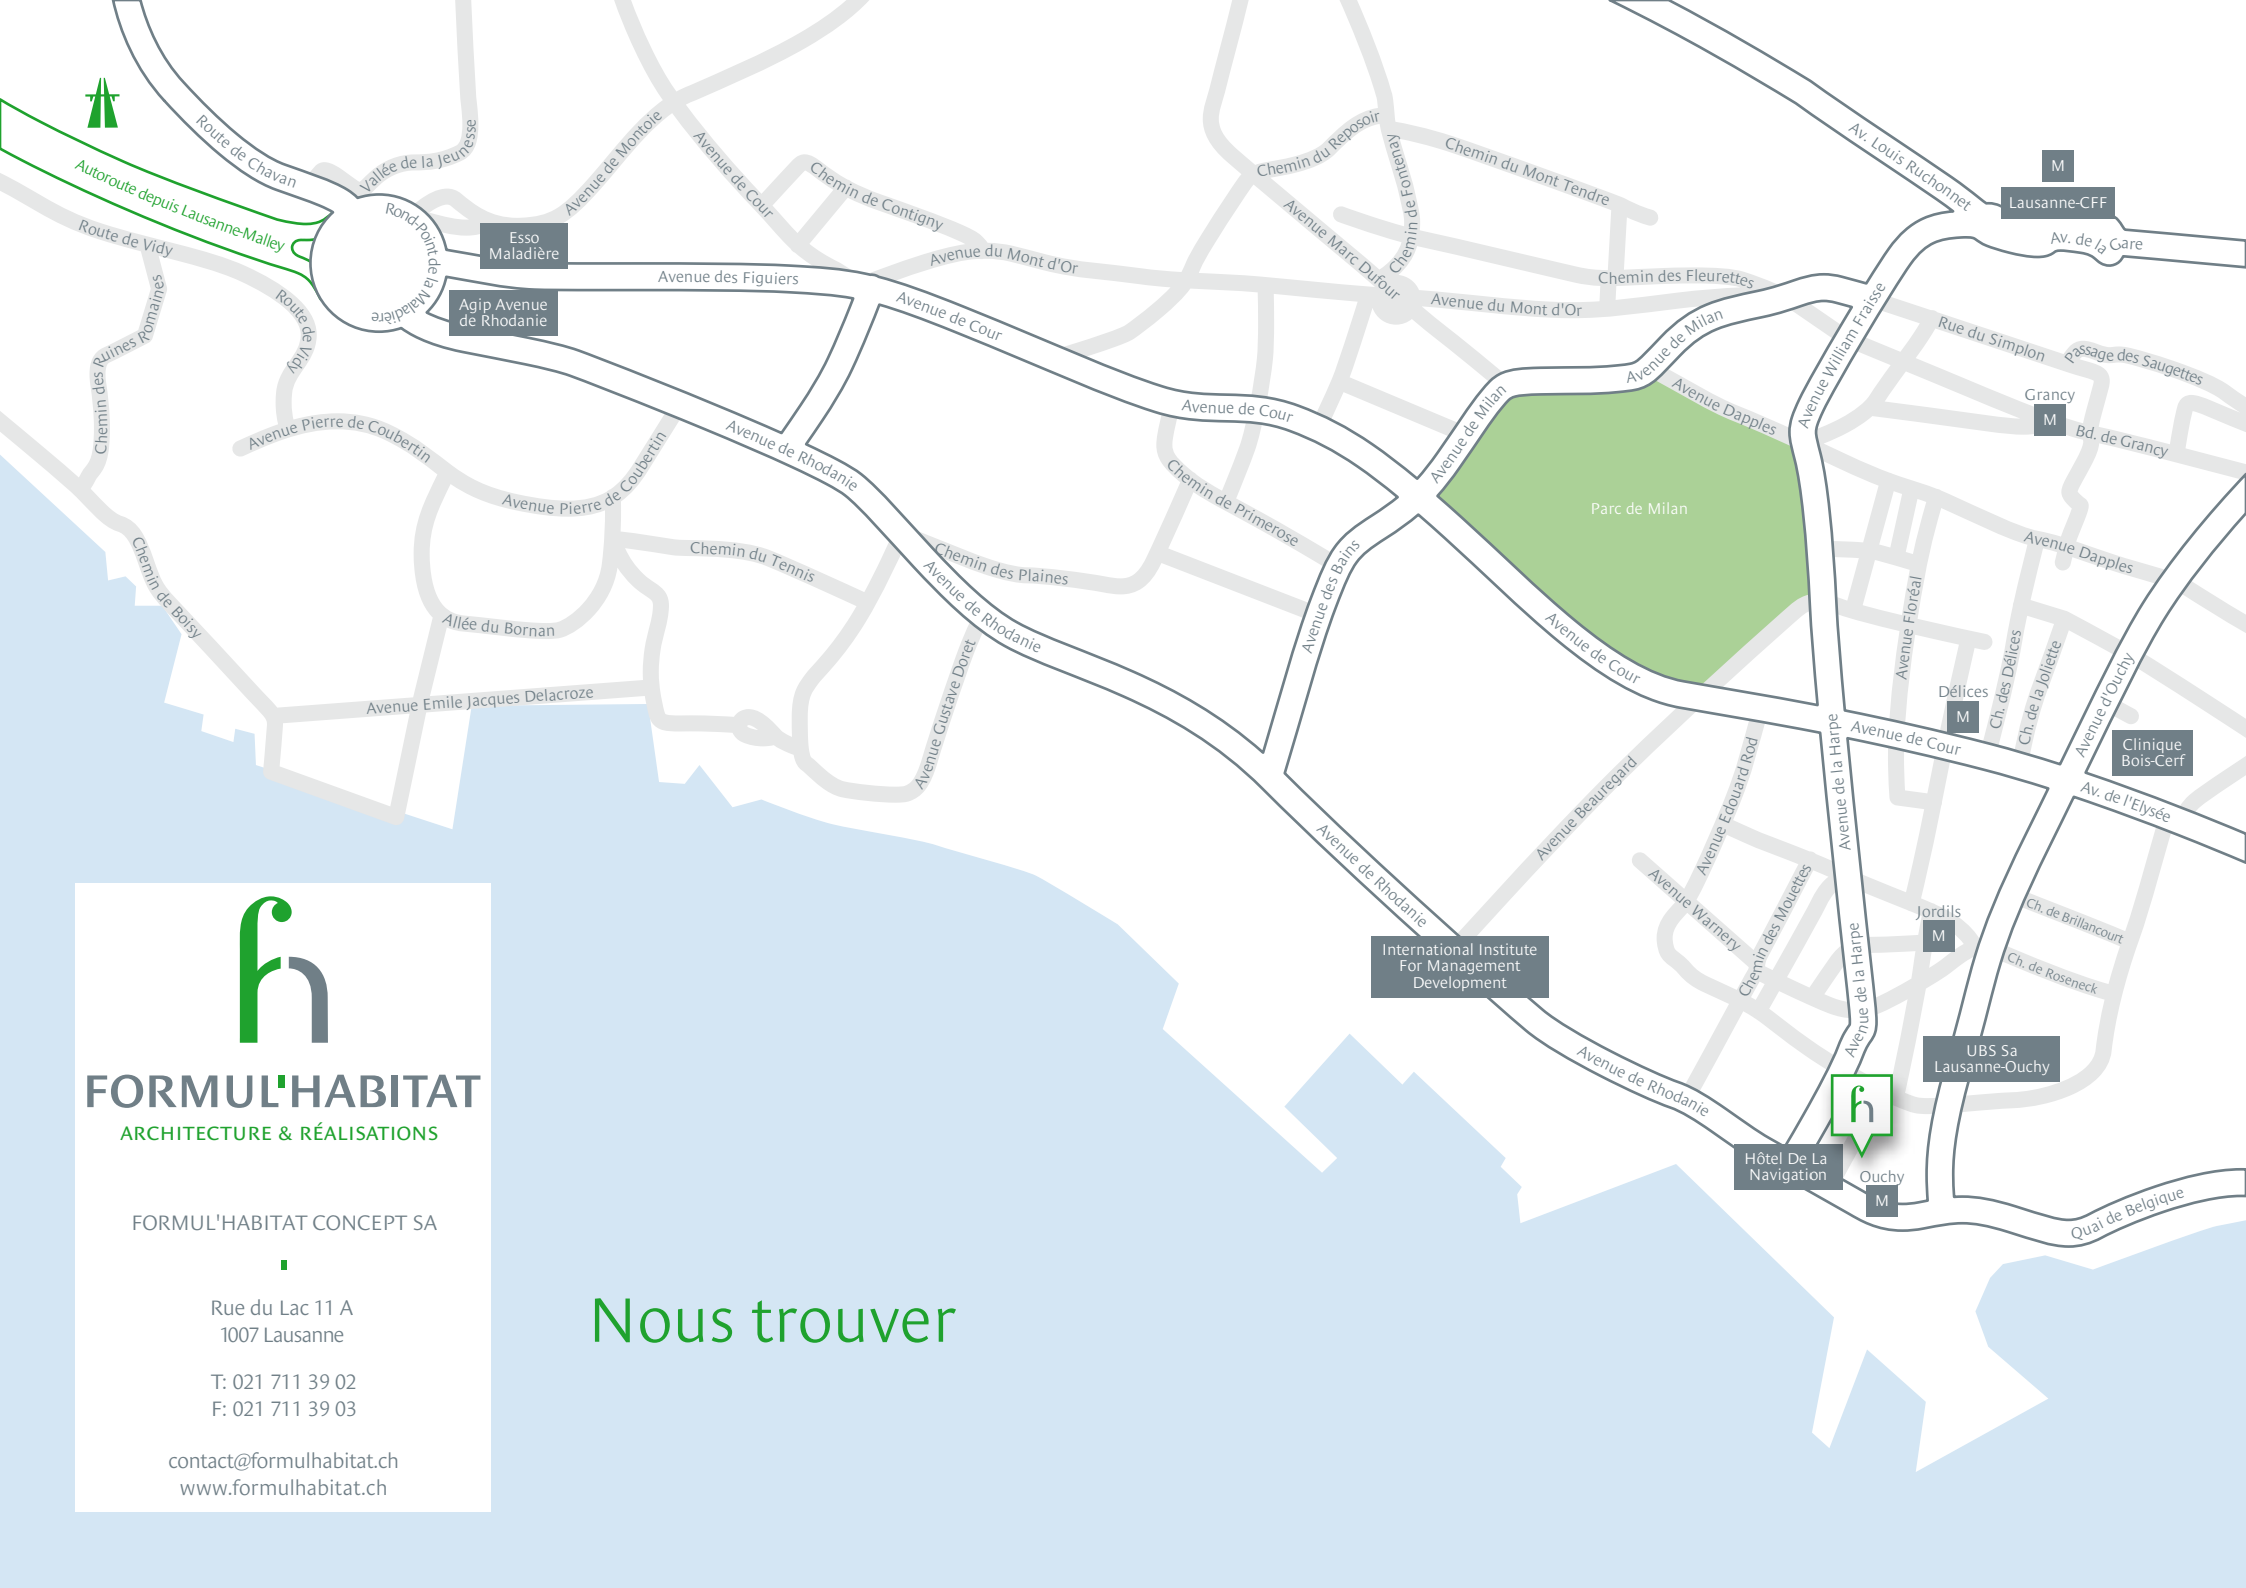 Route de Chavan
Autoroute depuis Lausanne-Malley
Route de Vidy
Vallée de la Jeunesse
Avenue de Montoie
Avenue de Cour
Chemin de Contigny
Rond-Point de la Maladière
Esso
Maladière
Agip Avenue
de Rhodanie
Avenue des Figuiers
Avenue du Mont d'Or
Avenue de Cour
Chemin du Reposoir
Chemin de Fontenay
Chemin du Mont Tendre
Avenue Marc Dufour
Chemin des Fleurettes
Avenue du Mont d'Or
Av. Louis Ruchonnet
M
Lausanne-CFF
Av. de la Gare
Avenue William Fraisse
Avenue de Milan
Avenue de Milan
Rue du Simplon
Passage des Saugettes
Grancy
M
Bd. de Grancy
Avenue Dapples
Parc de Milan
Avenue Dapples
Chemin des Ruines Romaines
Route de Vidy
Avenue Pierre de Coubertin
Avenue Pierre de Coubertin
Avenue de Rhodanie
Avenue de Cour
Chemin de Primerose
Chemin de Boisy
Chemin du Tennis
Chemin des Plaines
Avenue de Rhodanie
Avenue des Bains
Allée du Bornan
Avenue Emile Jacques Delacroze
Avenue Gustave Doret
Avenue de Cour
Avenue Floréal
Ch. des Délices
Ch. de la Joliette
Délices
M
Avenue d'Ouchy
Clinique
Bois-Cerf
Avenue de la Harpe
Avenue de Cour
Av. de l'Elysée
Avenue Beauregard
Avenue Edouard Rod
Avenue de Rhodanie
Avenue Warnery
Chemin des Mouettes
Jordils
M
Ch. de Brillancourt
Ch. de Roseneck
International Institute
For Management
Development
Avenue de la Harpe
UBS Sa
Lausanne-Ouchy
Avenue de Rhodanie
fh
Hôtel De La
Navigation
Ouchy
M
Quai de Belgique
fh
FORMUL'HABITAT
ARCHITECTURE & RÉALISATIONS
FORMUL'HABITAT CONCEPT SA
Rue du Lac 11 A
1007 Lausanne
T: 021 711 39 02
F: 021 711 39 03
contact@formulhabitat.ch
www.formulhabitat.ch
Nous trouver